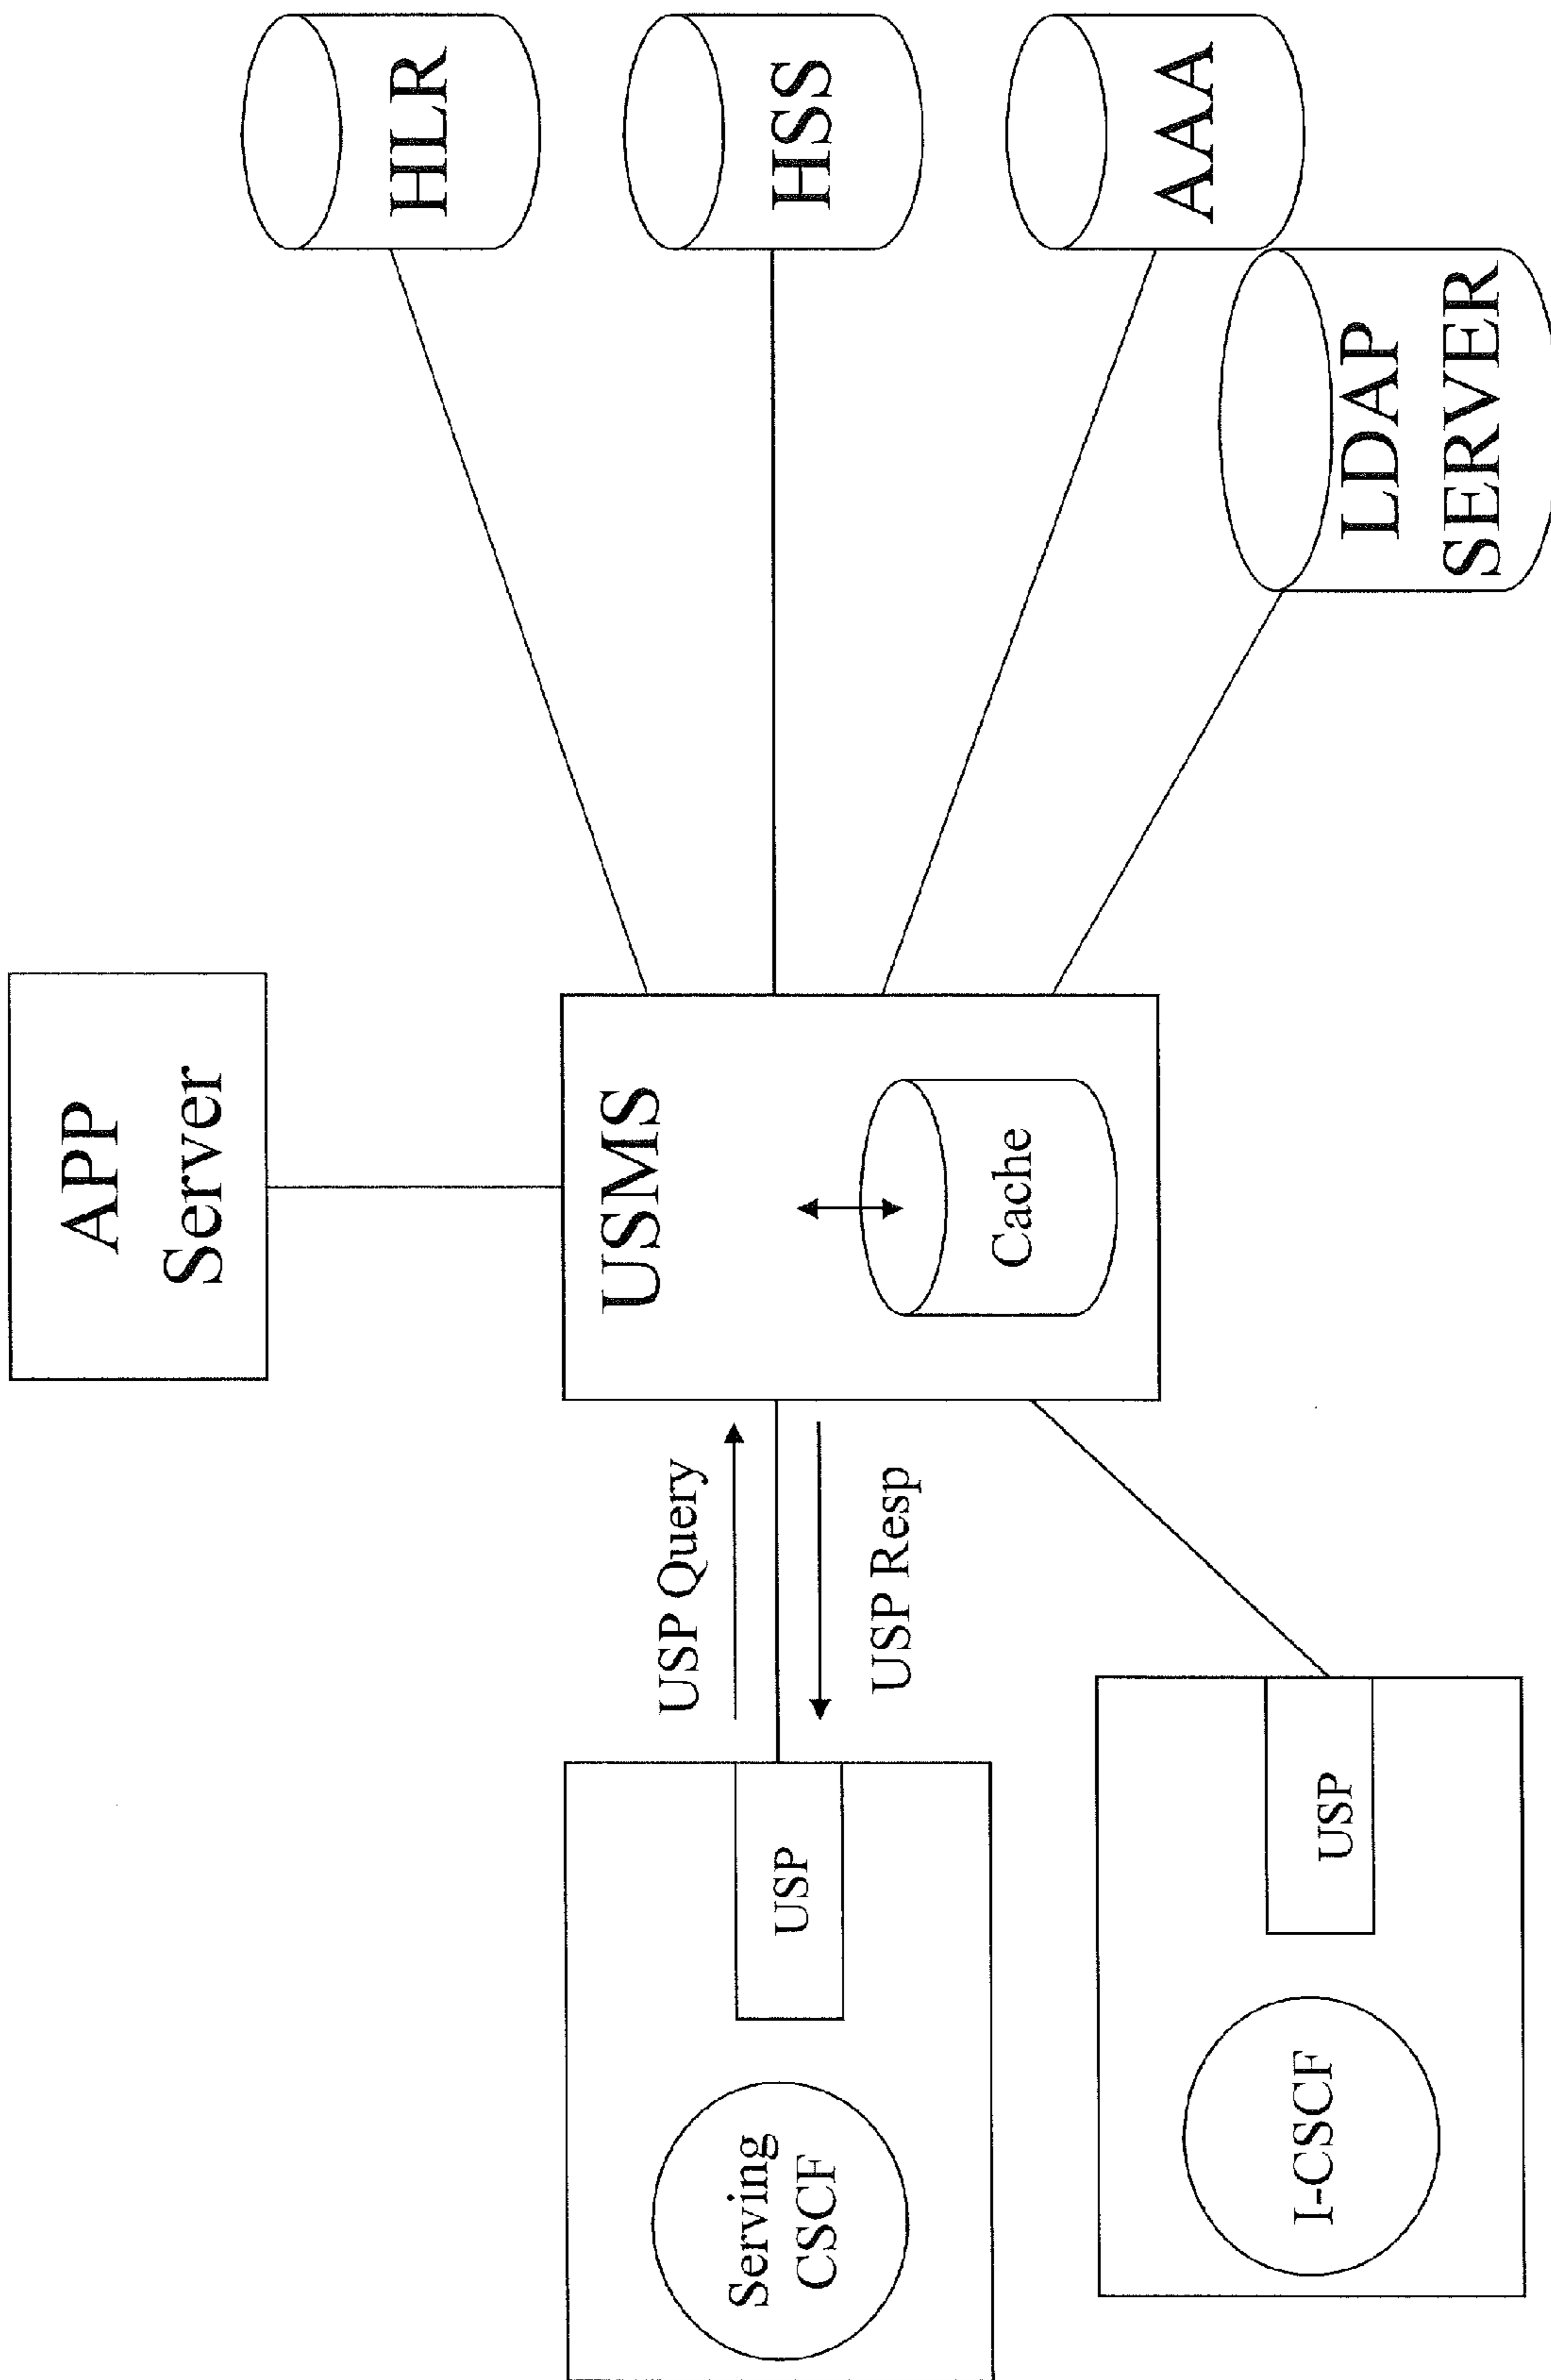 APP
Server
HLR
HSS
AAA
LDAP
SERVER
USMS
Cache
USP Query
USP Resp
Serving
CSCF
USP
I-CSCF
USP